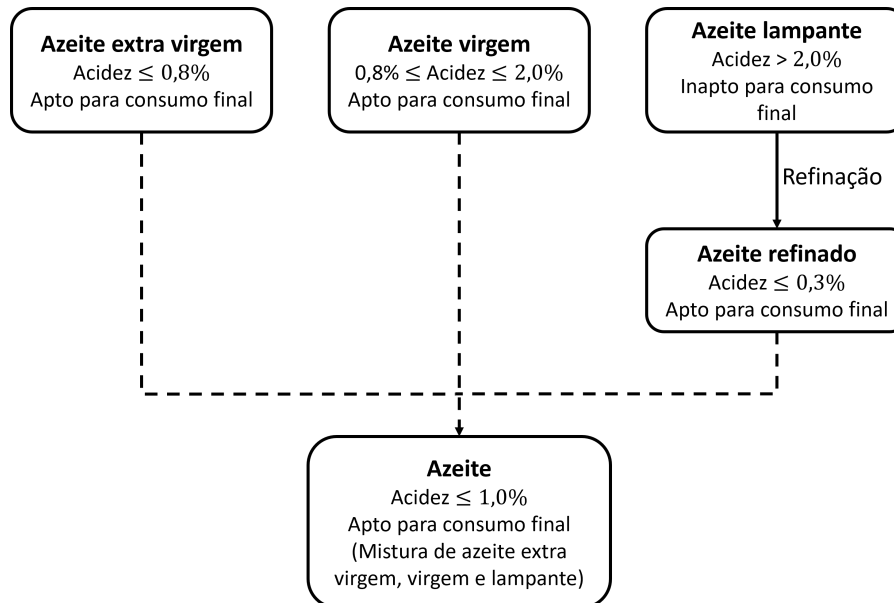 Azeite extra virgem
Acidez ≤ 0,8%
Apto para consumo final
Azeite virgem
0,8% ≤ Acidez ≤ 2,0%
Apto para consumo final
Azeite lampante
Acidez > 2,0%
Inapto para consumo
final
Refinação
Azeite refinado
Acidez ≤ 0,3%
Apto para consumo final
Azeite
Acidez ≤ 1,0%
Apto para consumo final
(Mistura de azeite extra
virgem, virgem e lampante)